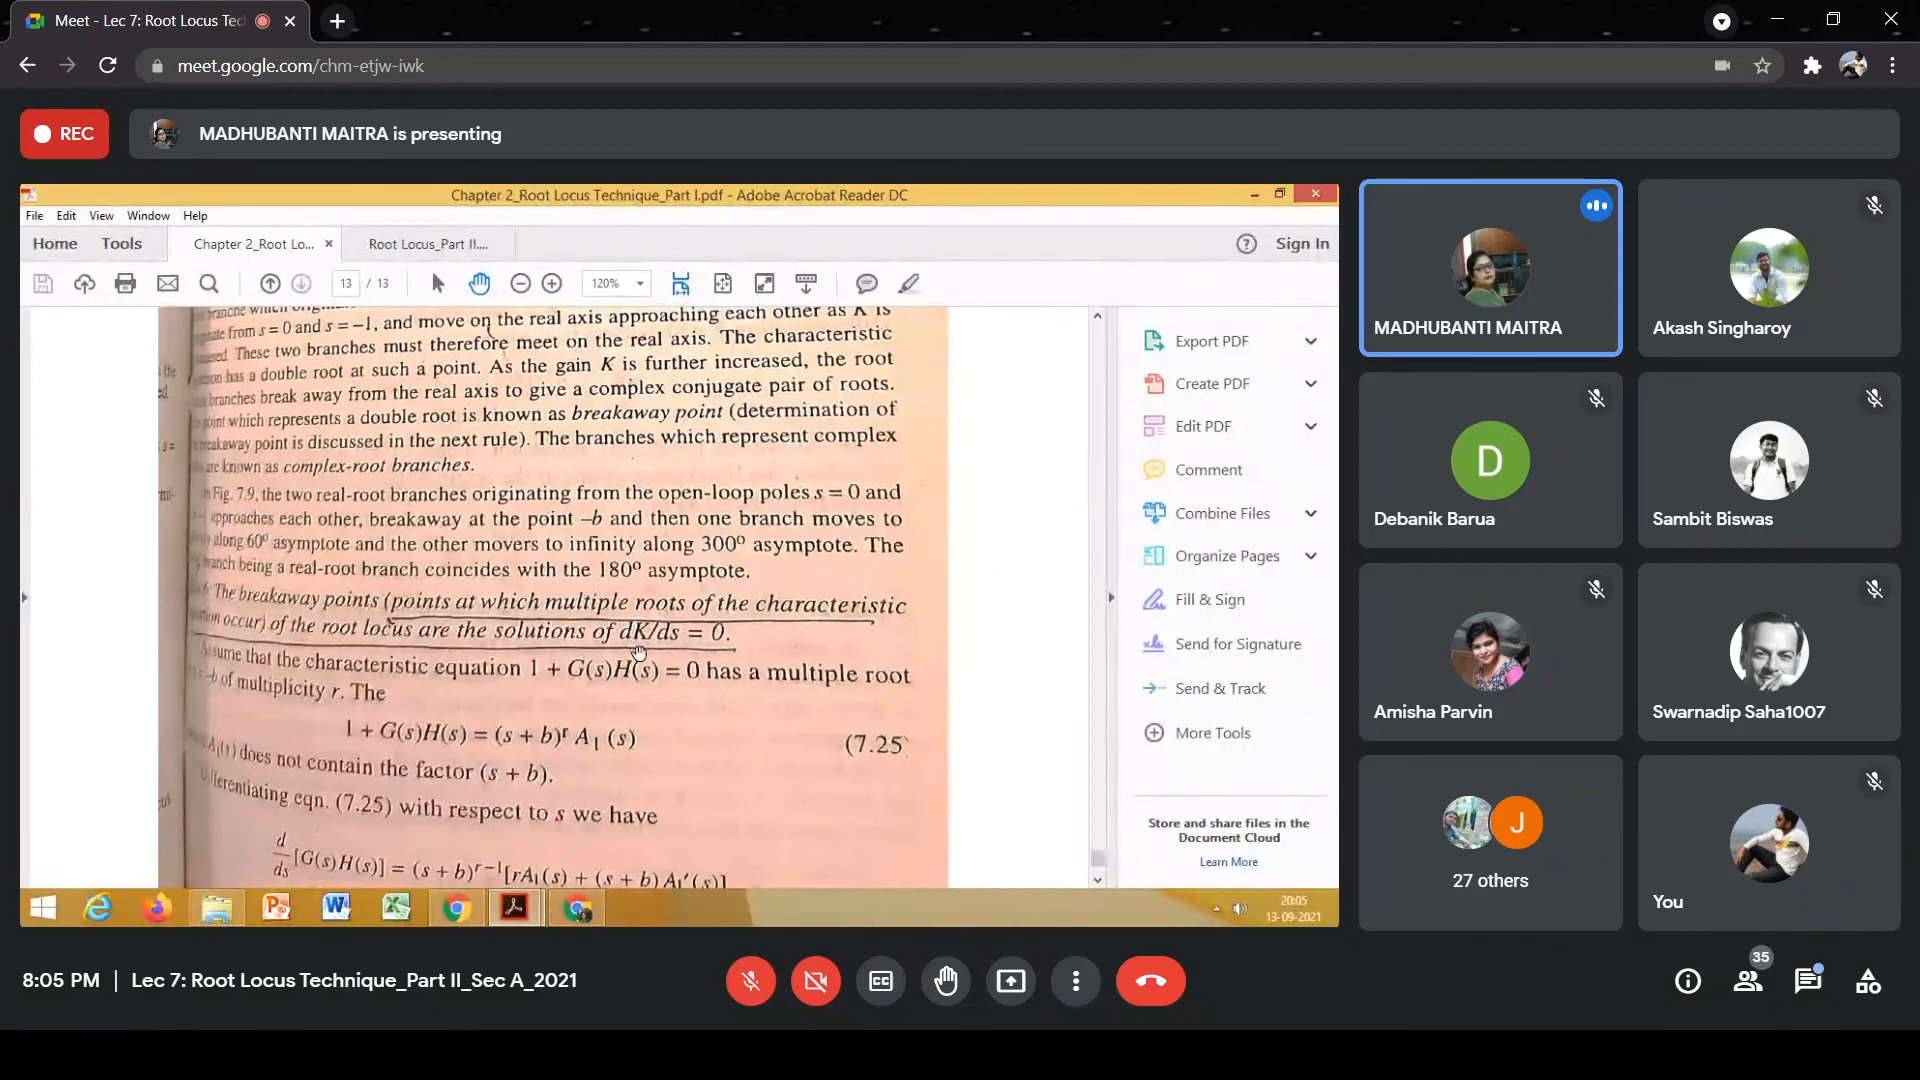 Meet - Lec 7: Root Locus Tec
meet.google.com/chm-etjw-iwk
REC
MADHUBANTI MAITRA is presenting
Chapter 2_Root Locus Technique_Part I.pdf - Adobe Acrobat Reader DC
File Edit View Window Help
Home Tools Chapter 2_Root Lo... Root Locus_Part II.... Sign In
13 / 13 120%
from s = 0 and s = –1, and move on the real axis approaching each other as K is
These two branches must therefore meet on the real axis. The characteristic
has a double root at such a point. As the gain K is further increased, the root
branches break away from the real axis to give a complex conjugate pair of roots.
point which represents a double root is known as breakaway point (determination of
breakaway point is discussed in the next rule). The branches which represent complex
are known as complex-root branches.
In Fig. 7.9, the two real-root branches originating from the open-loop poles s = 0 and
approaches each other, breakaway at the point –b and then one branch moves to
along 60º asymptote and the other movers to infinity along 300º asymptote. The
branch being a real-root branch coincides with the 180º asymptote.
The breakaway points (points at which multiple roots of the characteristic
occur) of the root locus are the solutions of dK/ds = 0.
Assume that the characteristic equation 1 + G(s)H(s) = 0 has a multiple root
of multiplicity r. The
1 + G(s)H(s) = (s + b)ʳ A₁ (s) (7.25
A₁(s) does not contain the factor (s + b).
Differentiating eqn. (7.25) with respect to s we have
d/ds [G(s)H(s)] = (s + b)ʳ⁻¹[rA₁(s) + (s + b) A₁′(s)]
Export PDF
Create PDF
Edit PDF
Comment
Combine Files
Organize Pages
Fill & Sign
Send for Signature
Send & Track
More Tools
Store and share files in the
Document Cloud
Learn More
20:05
13-09-2021
MADHUBANTI MAITRA
Akash Singharoy
D
Debanik Barua
Sambit Biswas
Amisha Parvin
Swarnadip Saha1007
J
27 others
You
8:05 PM | Lec 7: Root Locus Technique_Part II_Sec A_2021
35